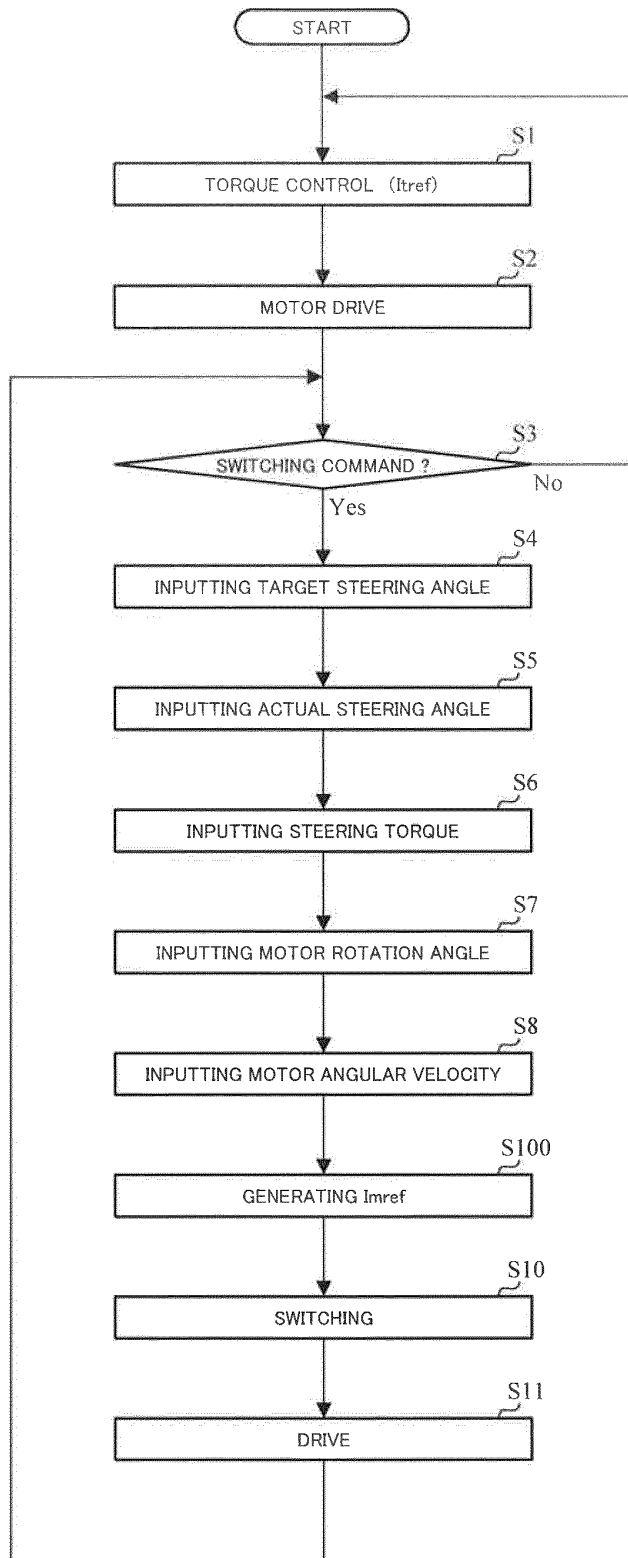 START
S1
TORQUE CONTROL (Itref)
S2
MOTOR DRIVE
S3
SWITCHING COMMAND ?
No
Yes
S4
INPUTTING TARGET STEERING ANGLE
S5
INPUTTING ACTUAL STEERING ANGLE
S6
INPUTTING STEERING TORQUE
S7
INPUTTING MOTOR ROTATION ANGLE
S8
INPUTTING MOTOR ANGULAR VELOCITY
S100
GENERATING Imref
S10
SWITCHING
S11
DRIVE